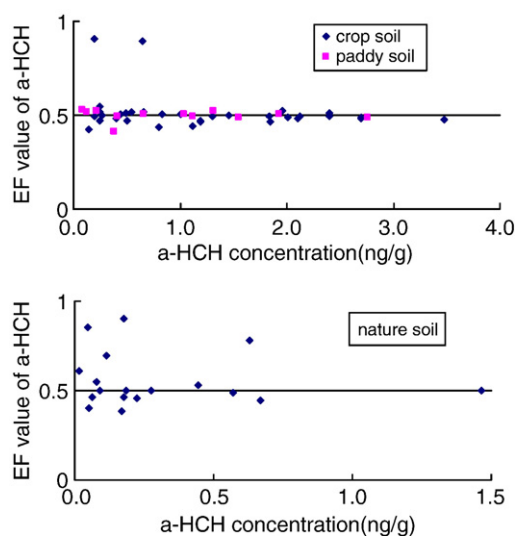 EF value of a-HCH
1
0.5
0
crop soil
paddy soil
0.0 1.0 2.0 3.0 4.0
a-HCH concentration(ng/g)
EF value of a-HCH
1
0.5
0
nature soil
0.0 0.5 1.0 1.5
a-HCH concentration(ng/g)